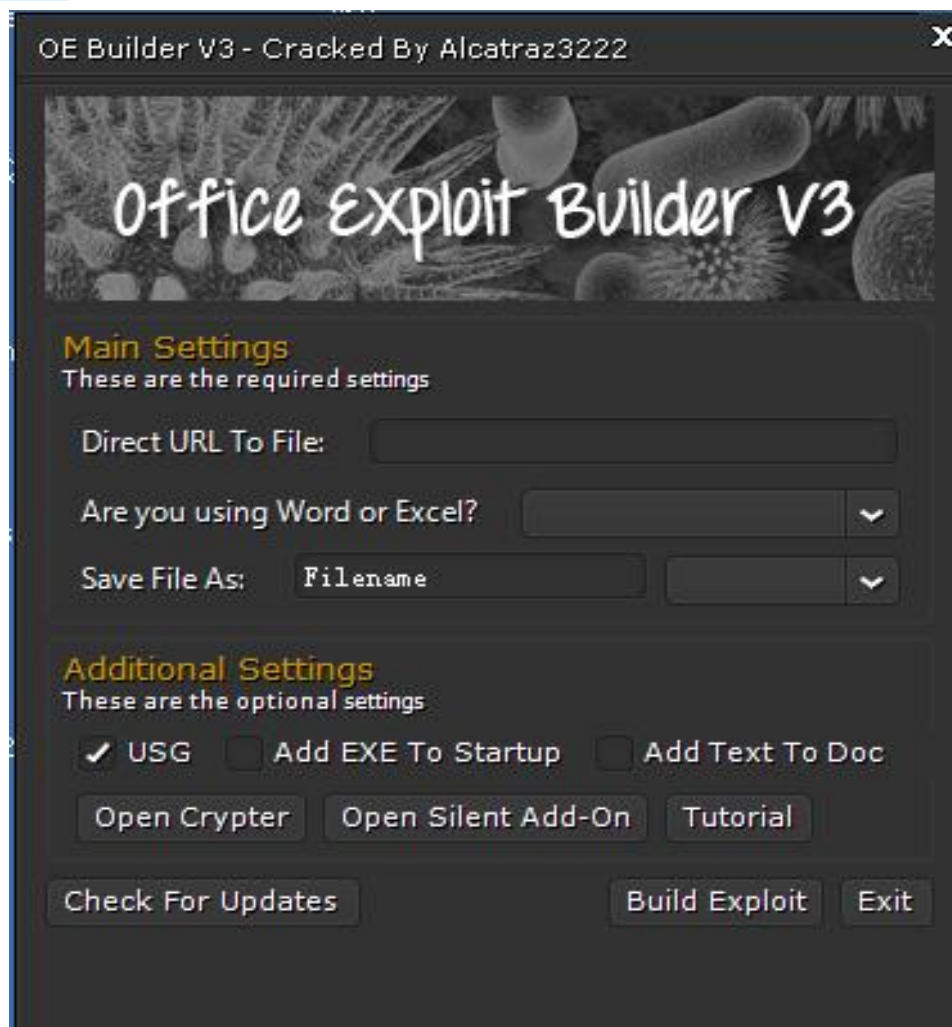 OE Builder V3 - Cracked By Alcatraz3222
Office Exploit Builder V3
Main Settings
These are the required settings
Direct URL To File:
Are you using Word or Excel?
Save File As: Filename
Additional Settings
These are the optional settings
USG Add EXE To Startup Add Text To Doc
Open Crypter Open Silent Add-On Tutorial
Check For Updates Build Exploit Exit